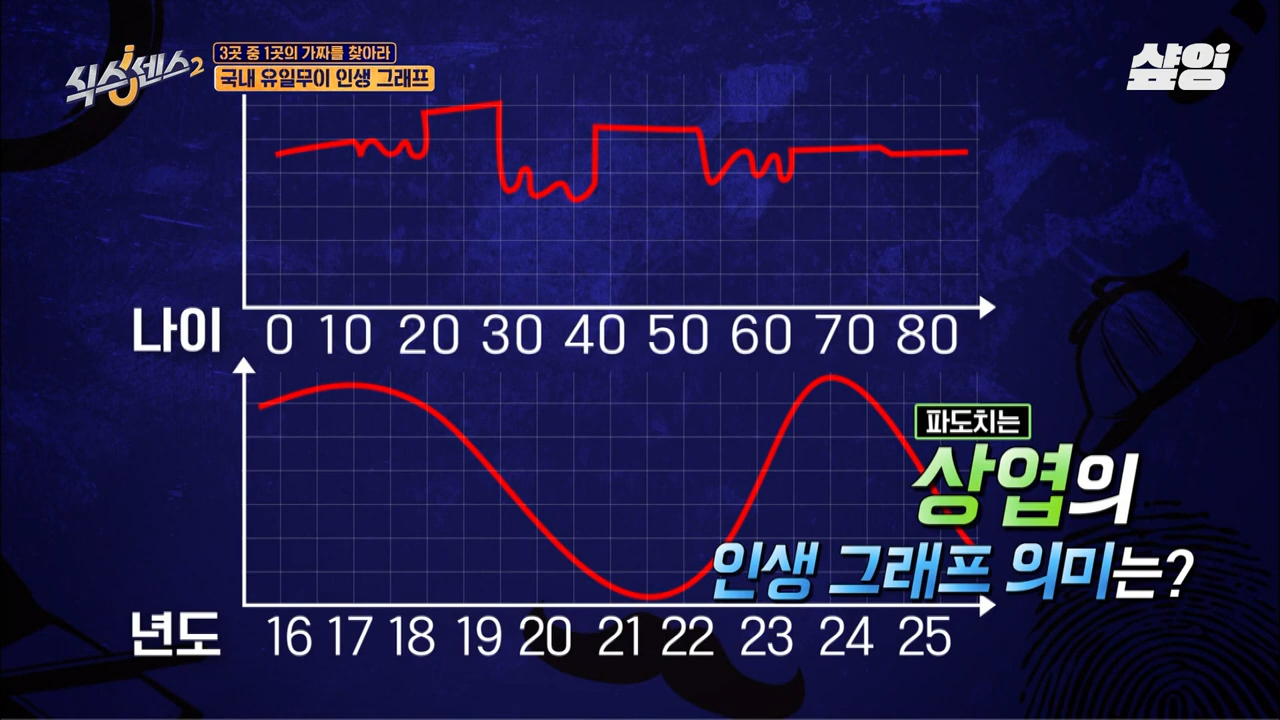 식스센스2
3곳 중 1곳의 가짜를 찾아라
국내 유일무이 인생 그래프
샾잉
나이 0 10 20 30 40 50 60 70 80
파도치는
상엽의
인생 그래프 의미는?
년도 16 17 18 19 20 21 22 23 24 25